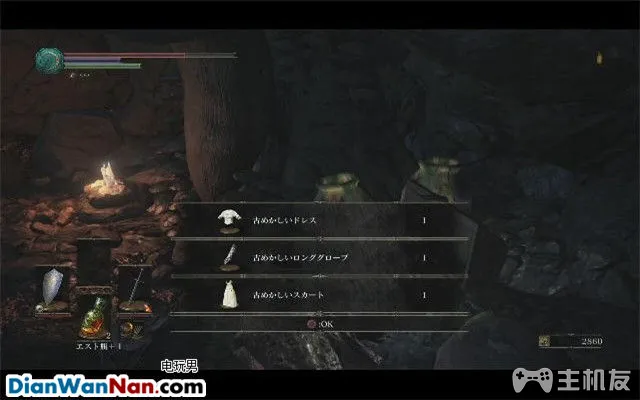 古めかしいドレス 1
古めかしいロンググローブ 1
古めかしいスカート 1
:OK
2
エスト瓶+1
2860
电玩男
DianWanNan.com
主机友